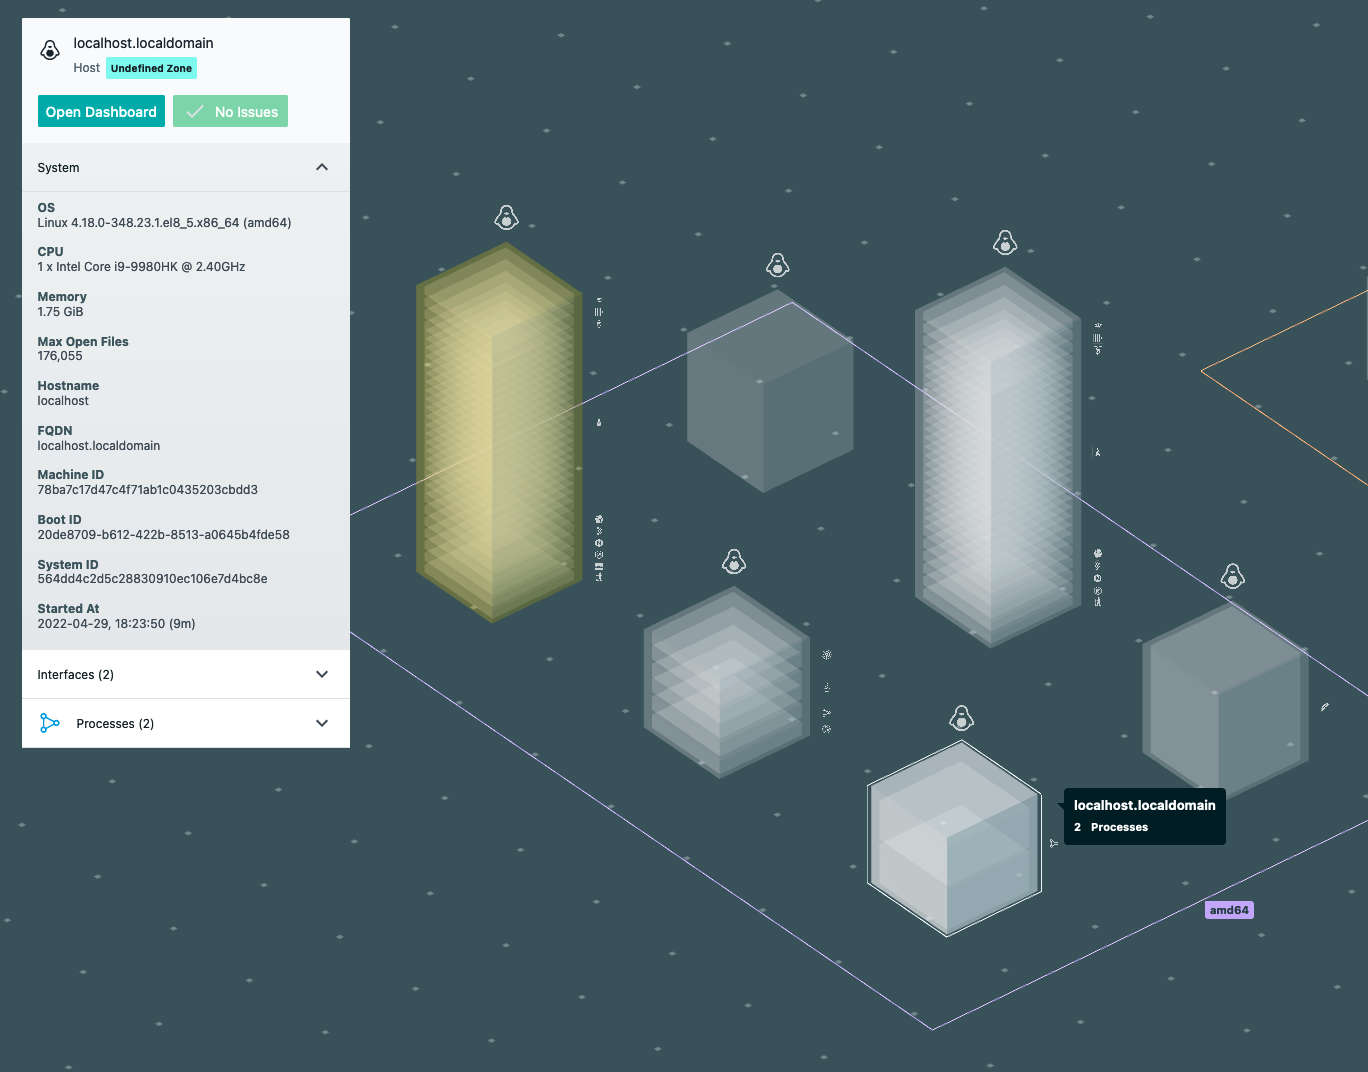 localhost.localdomain
Host Undefined Zone
Open Dashboard No Issues
System
OS
Linux 4.18.0-348.23.1.el8_5.x86_64 (amd64)
CPU
1 x Intel Core i9-9980HK @ 2.40GHz
Memory
1.75 GiB
Max Open Files
176,055
Hostname
localhost
FQDN
localhost.localdomain
Machine ID
78ba7c17d47c4f71ab1c0435203cbdd3
Boot ID
20de8709-b612-422b-8513-a0645b4fde58
System ID
564dd4c2d5c28830910ec106e7d4bc8e
Started At
2022-04-29, 18:23:50 (9m)
Interfaces (2)
Processes (2)
localhost.localdomain
2 Processes
amd64